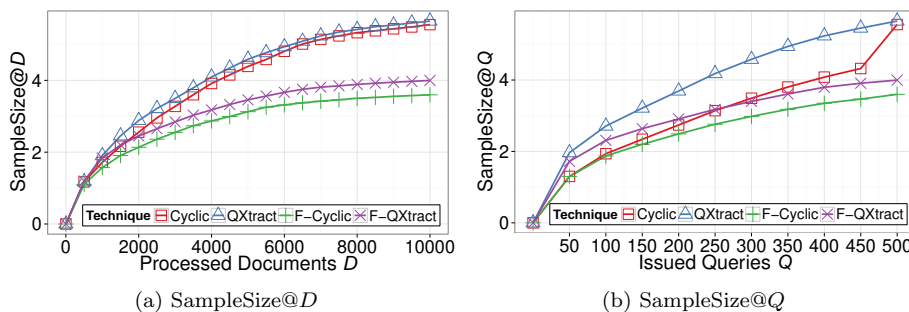 SampleSize@D
0
2
4
Technique Cyclic QXtract F−Cyclic F−QXtract
0 2000 4000 6000 8000 10000
Processed Documents D
(a) SampleSize@D
SampleSize@Q
0
2
4
Technique Cyclic QXtract F−Cyclic F−QXtract
50 100 150 200 250 300 350 400 450 500
Issued Queries Q
(b) SampleSize@Q